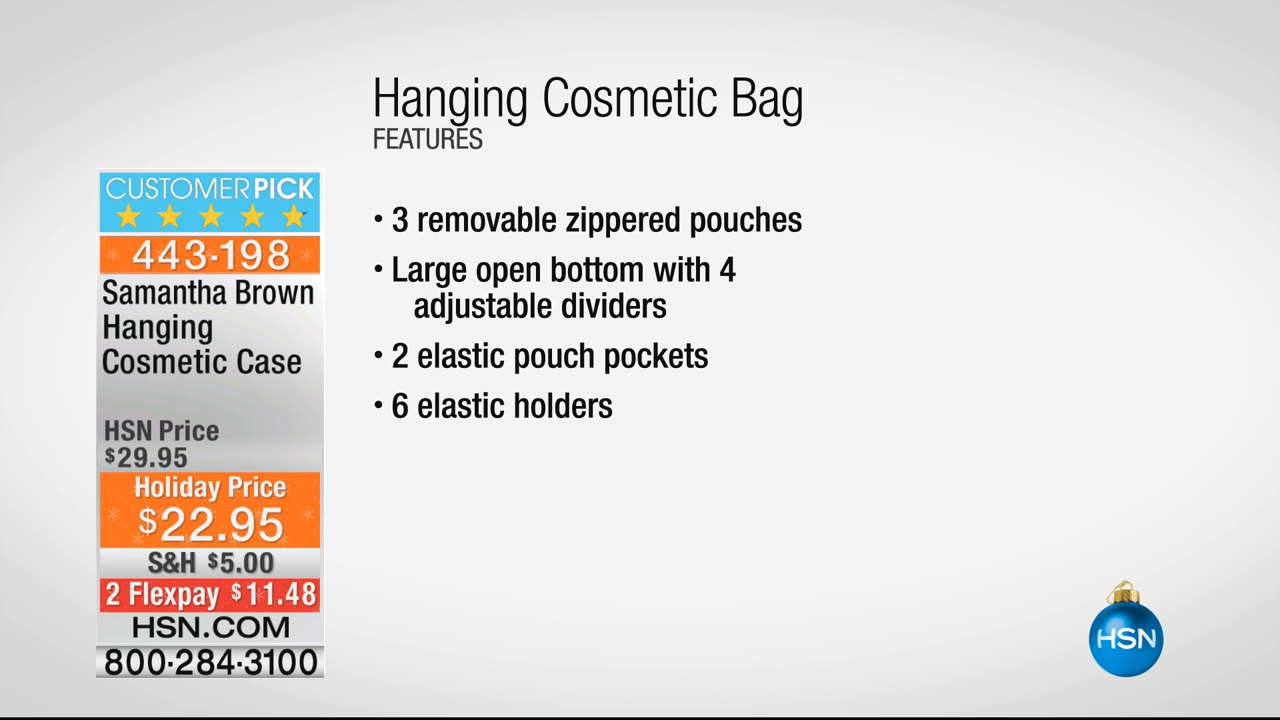 Hanging Cosmetic Bag
FEATURES
• 3 removable zippered pouches
• Large open bottom with 4
adjustable dividers
• 2 elastic pouch pockets
• 6 elastic holders
CUSTOMER PICK
443·198
Samantha Brown
Hanging
Cosmetic Case
HSN Price
$29.95
Holiday Price
$22.95
S&H $5.00
2 Flexpay $11.48
HSN.COM
800·284·3100
HSN